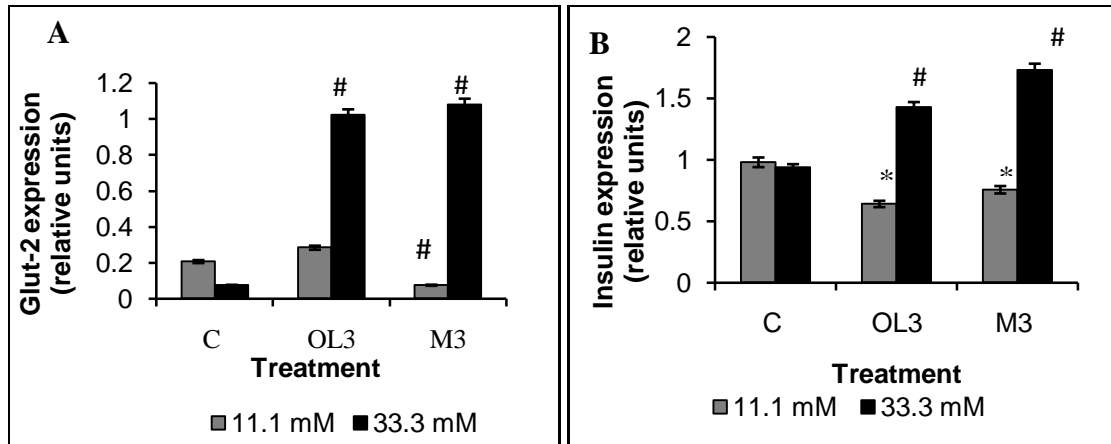 A
Glut-2 expression
(relative units)
1.2
1
0.8
0.6
0.4
0.2
0
#
#
#
C OL3 M3
Treatment
11.1 mM 33.3 mM
B
Insulin expression
(relative units)
2
1.5
1
0.5
0
#
#
*
*
C OL3 M3
Treatment
11.1 mM 33.3 mM